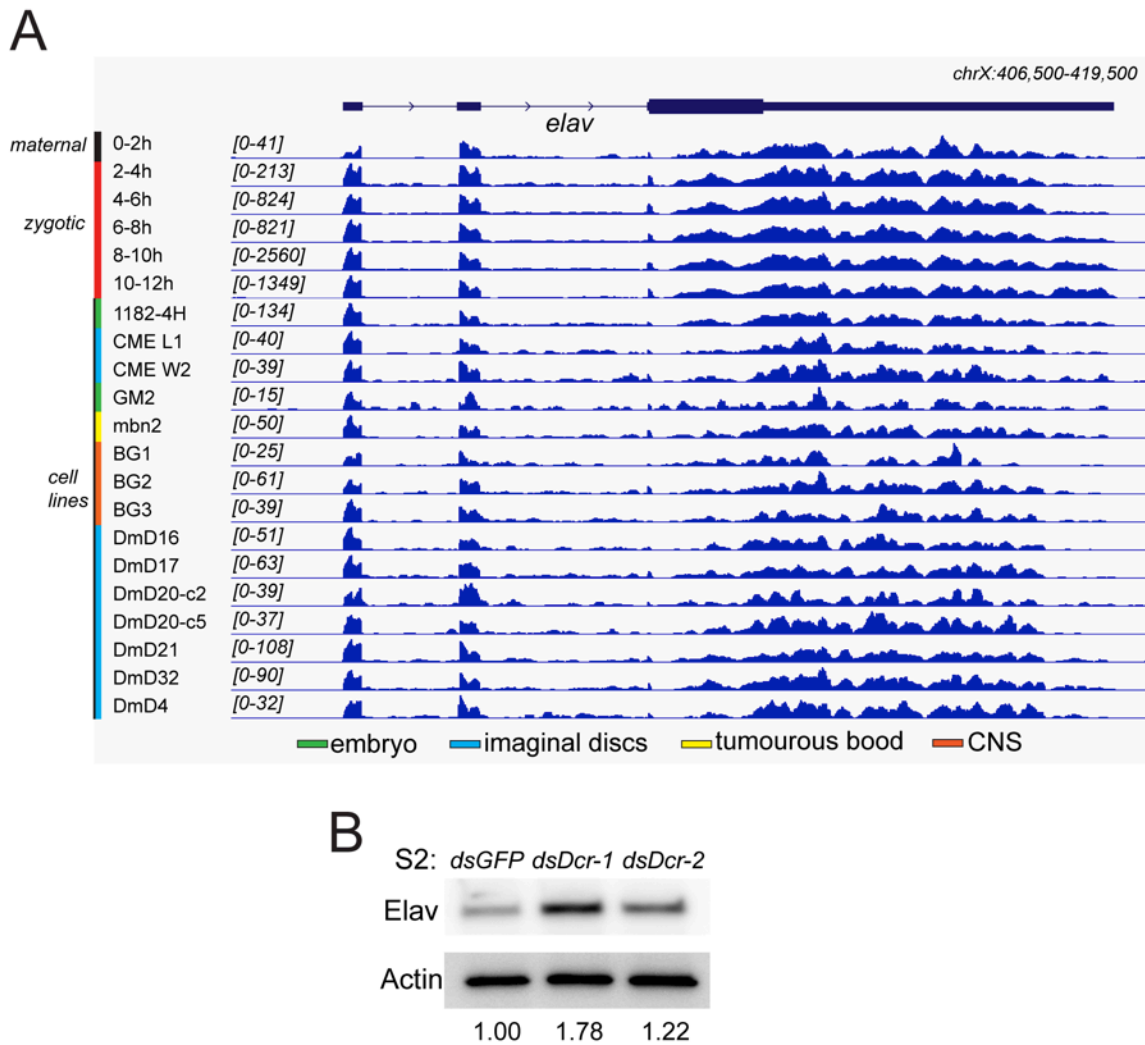 A
chrX:406,500-419,500
elav
maternal
zygotic
cell
lines
0-2h [0-41]
2-4h [0-213]
4-6h [0-824]
6-8h [0-821]
8-10h [0-2560]
10-12h [0-1349]
1182-4H [0-134]
CME L1 [0-40]
CME W2 [0-39]
GM2 [0-15]
mbn2 [0-50]
BG1 [0-25]
BG2 [0-61]
BG3 [0-39]
DmD16 [0-51]
DmD17 [0-63]
DmD20-c2 [0-39]
DmD20-c5 [0-37]
DmD21 [0-108]
DmD32 [0-90]
DmD4 [0-32]
embryo imaginal discs tumourous bood CNS
B
S2: dsGFP dsDcr-1 dsDcr-2
Elav
Actin
1.00 1.78 1.22